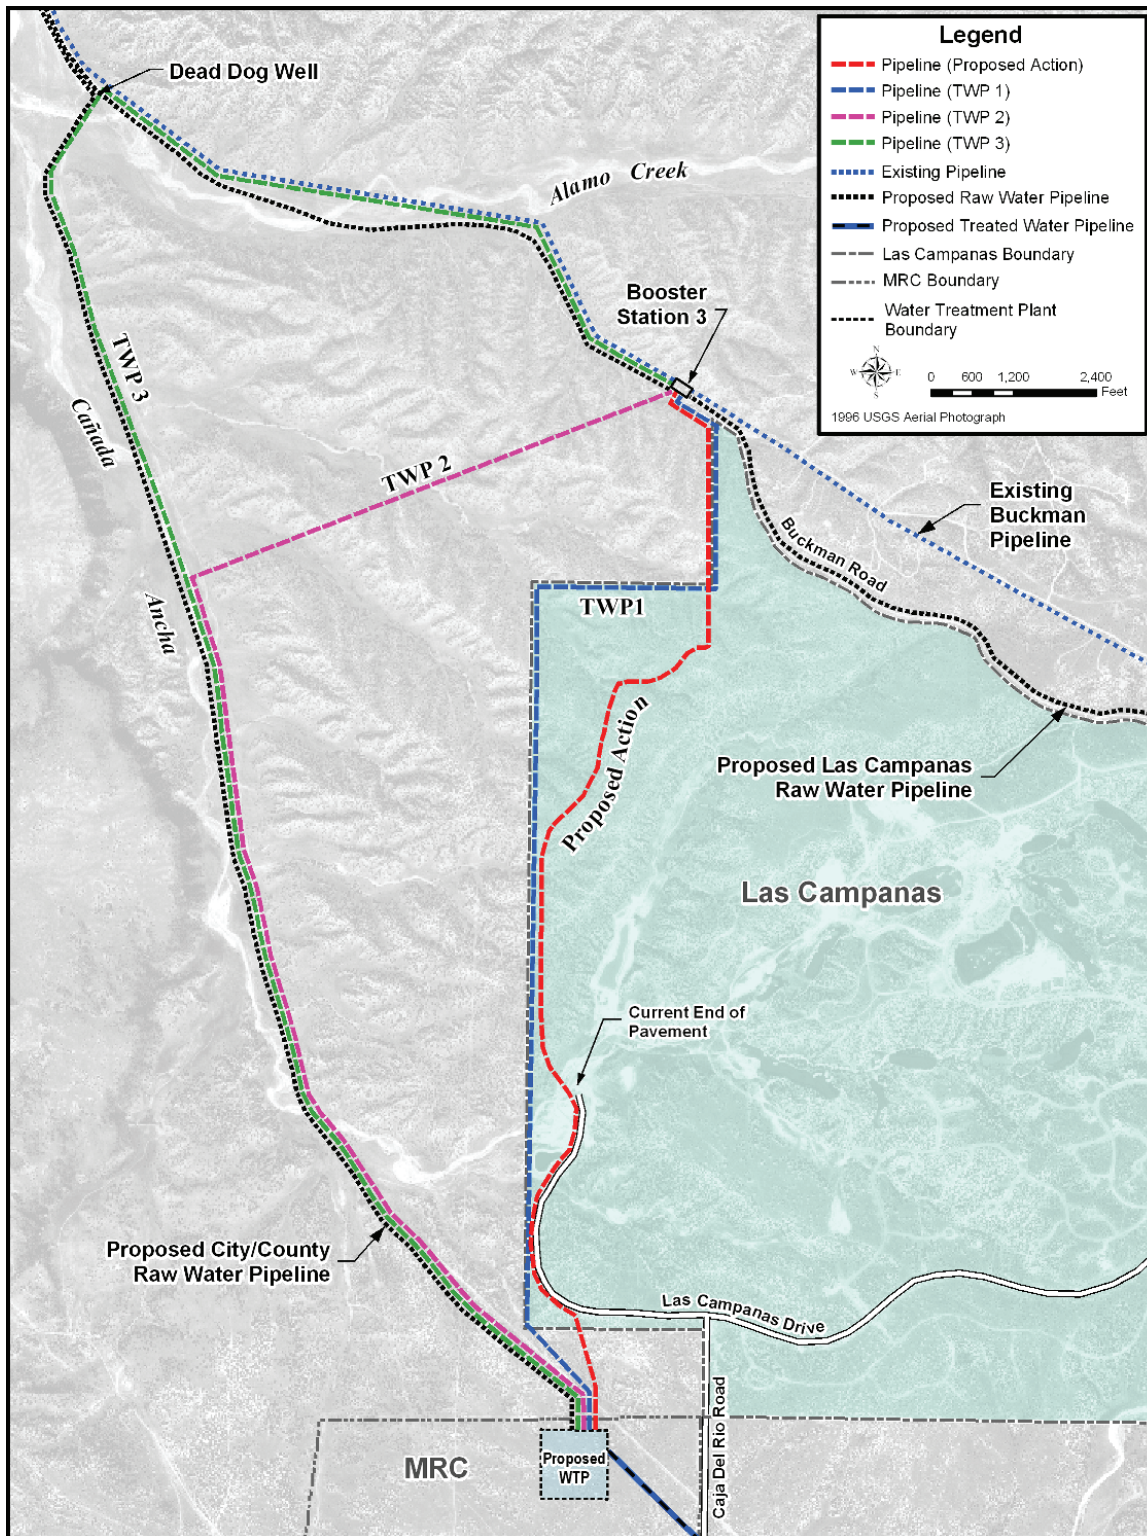 Legend
Pipeline (Proposed Action)
Pipeline (TWP 1)
Pipeline (TWP 2)
Pipeline (TWP 3)
Existing Pipeline
Proposed Raw Water Pipeline
Proposed Treated Water Pipeline
Las Campanas Boundary
MRC Boundary
Water Treatment Plant
Boundary
N
W
E
S
0 600 1,200 2,400
Feet
1996 USGS Aerial Photograph
Dead Dog Well
Alamo Creek
Booster
Station 3
TWP 3
Cañada
Ancha
TWP 2
Existing
Buckman
Pipeline
Buckman Road
TWP1
Proposed Action
Proposed Las Campanas
Raw Water Pipeline
Las Campanas
Current End of
Pavement
Proposed City/County
Raw Water Pipeline
Las Campanas Drive
Caja Del Rio Road
MRC
Proposed
WTP